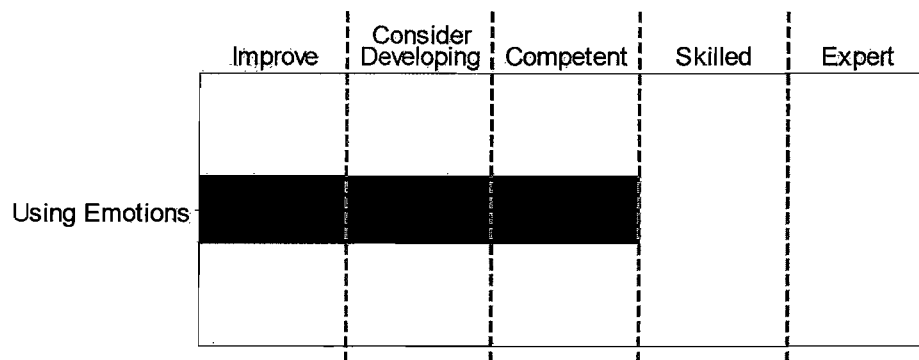 Improve
Consider
Developing
Competent
Skilled
Expert
Using Emotions